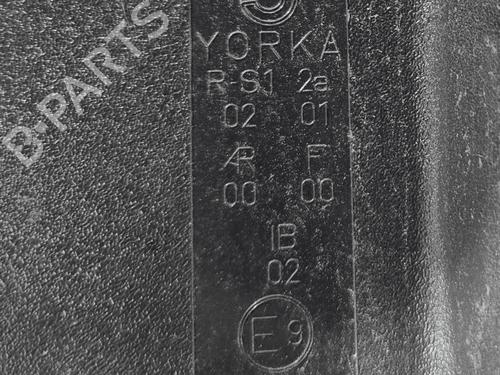 B-PARTS
YORKA
R-S1 2a
02 01
AR F
00 00
IB
02
E9